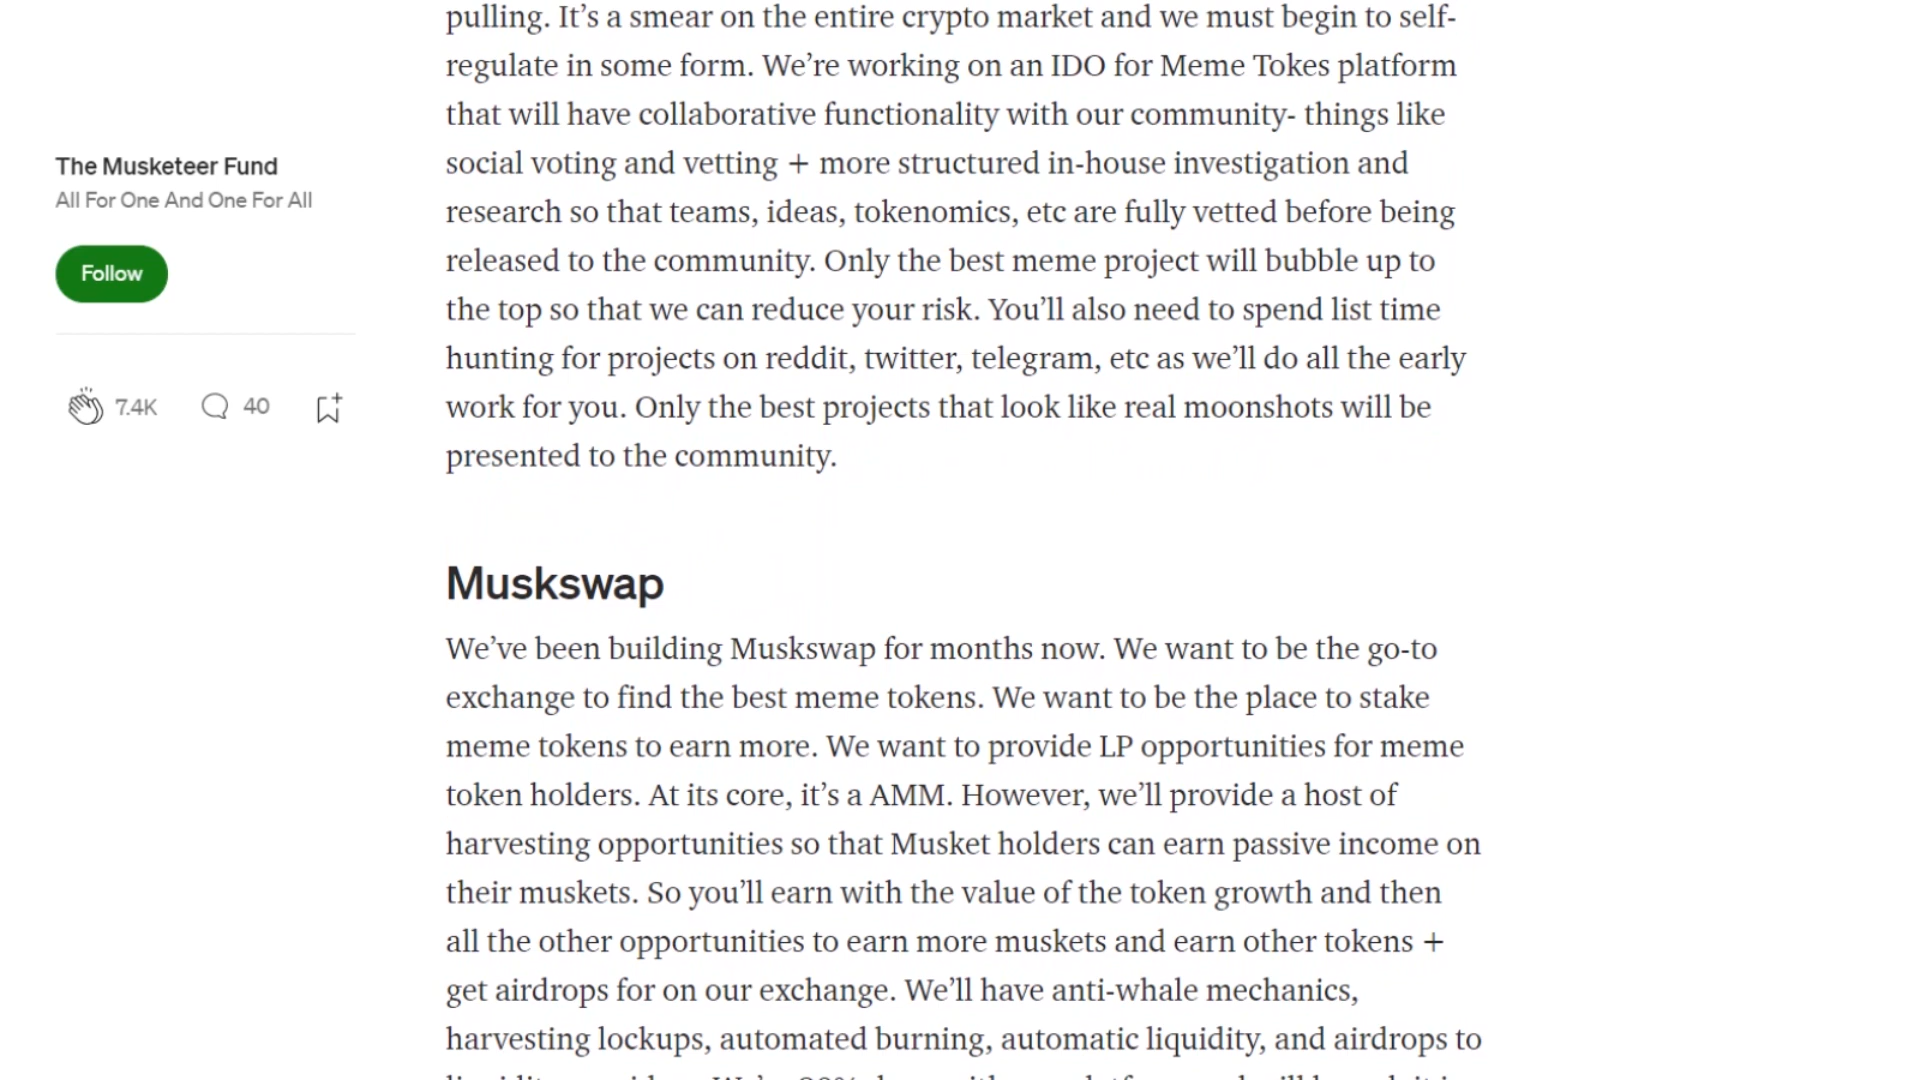 pulling. It’s a smear on the entire crypto market and we must begin to self-
regulate in some form. We’re working on an IDO for Meme Tokes platform
that will have collaborative functionality with our community- things like
social voting and vetting + more structured in-house investigation and
research so that teams, ideas, tokenomics, etc are fully vetted before being
released to the community. Only the best meme project will bubble up to
the top so that we can reduce your risk. You’ll also need to spend list time
hunting for projects on reddit, twitter, telegram, etc as we’ll do all the early
work for you. Only the best projects that look like real moonshots will be
presented to the community.
The Musketeer Fund
All For One And One For All
Follow
7.4K
40
Muskswap
We’ve been building Muskswap for months now. We want to be the go-to
exchange to find the best meme tokens. We want to be the place to stake
meme tokens to earn more. We want to provide LP opportunities for meme
token holders. At its core, it’s a AMM. However, we’ll provide a host of
harvesting opportunities so that Musket holders can earn passive income on
their muskets. So you’ll earn with the value of the token growth and then
all the other opportunities to earn more muskets and earn other tokens +
get airdrops for on our exchange. We’ll have anti-whale mechanics,
harvesting lockups, automated burning, automatic liquidity, and airdrops to